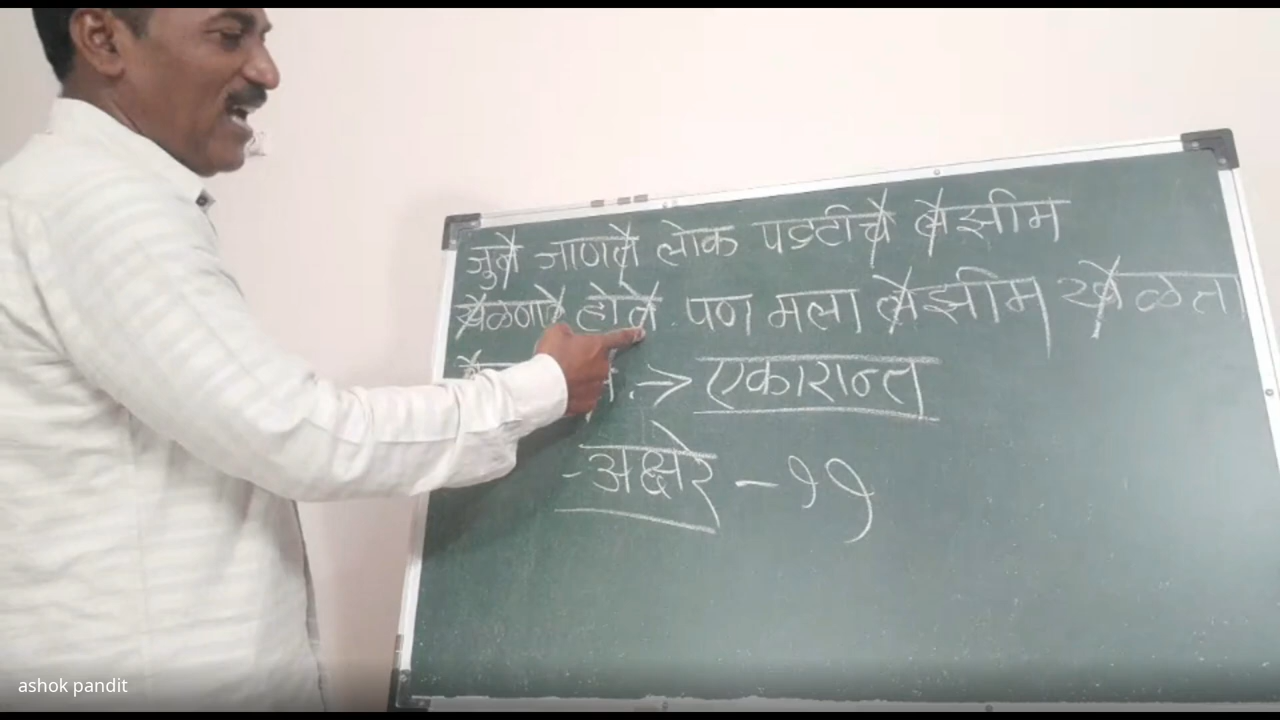 जुने जाणते लोक पट्टीचे लेझीम
खेळणारे होते पण मला लेझीम खेळता
-> एकारान्त
- अक्षरे - ११
ashok pandit